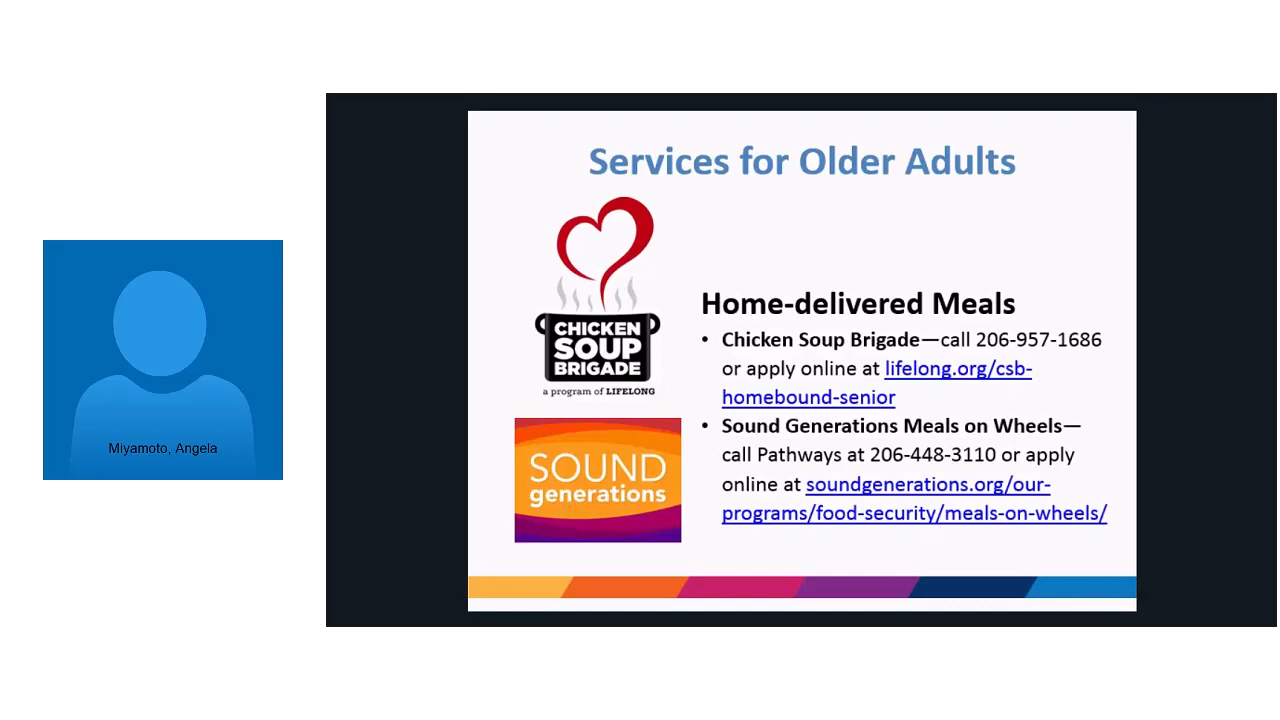 Services for Older Adults
CHICKEN
SOUP
BRIGADE
a program of LIFELONG
Home-delivered Meals
• Chicken Soup Brigade—call 206-957-1686
or apply online at lifelong.org/csb-
homebound-senior
• Sound Generations Meals on Wheels—
call Pathways at 206-448-3110 or apply
online at soundgenerations.org/our-
programs/food-security/meals-on-wheels/
SOUND
generations
Miyamoto, Angela